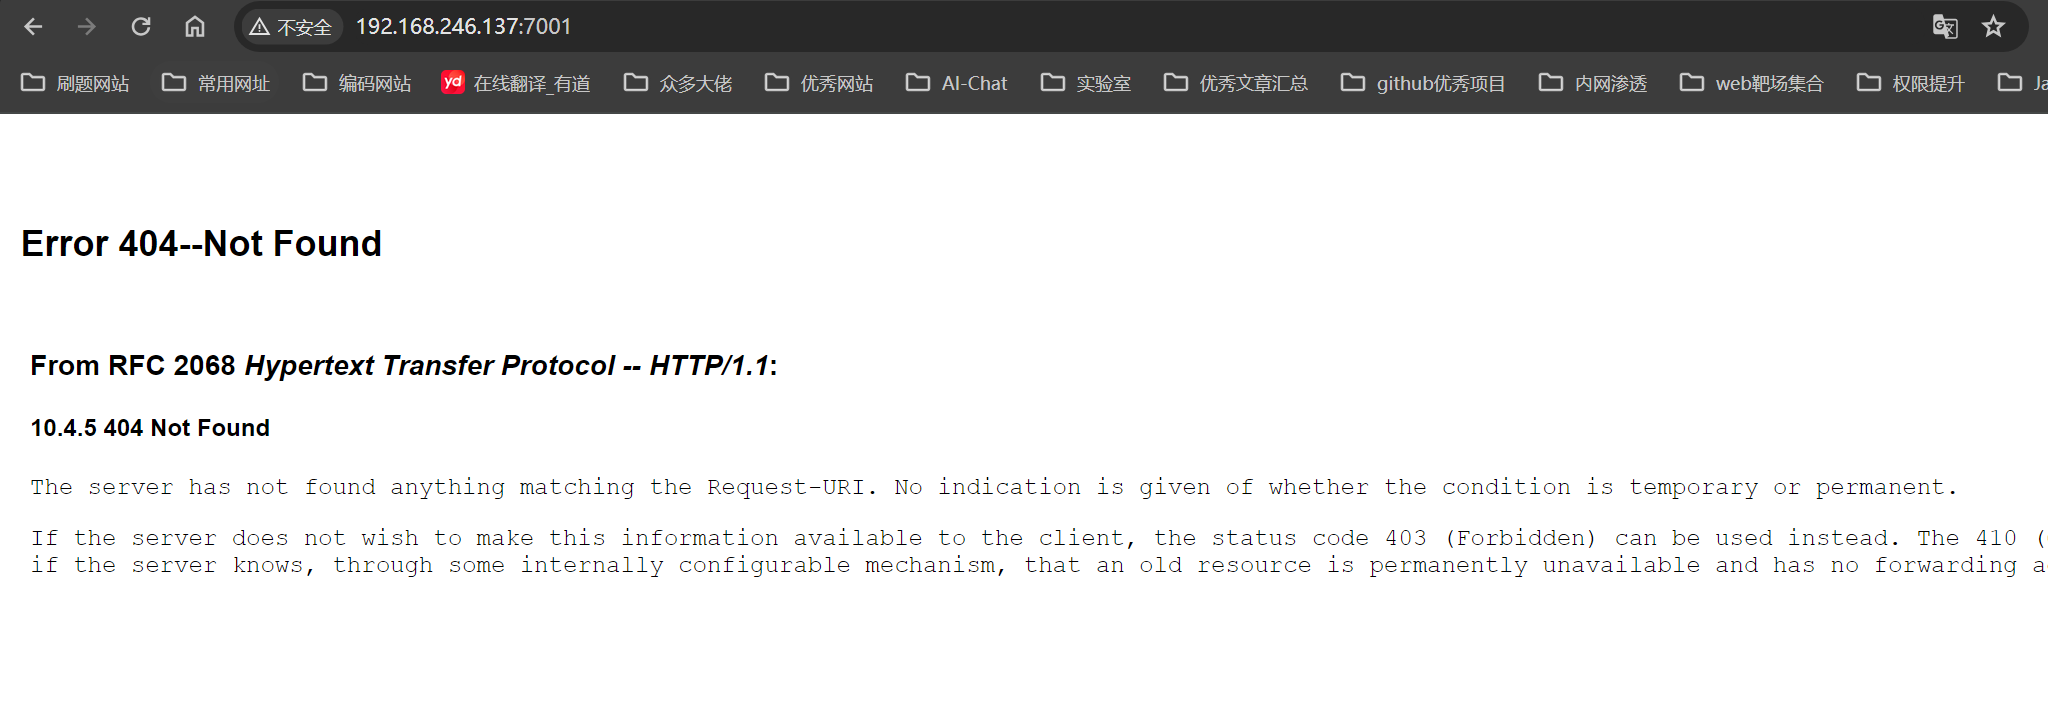 不安全 192.168.246.137:7001
刷题网站 常用网址 编码网站 yd 在线翻译_有道 众多大佬 优秀网站 AI-Chat 实验室 优秀文章汇总 github优秀项目 内网渗透 web靶场集合 权限提升
Error 404--Not Found
From RFC 2068 Hypertext Transfer Protocol -- HTTP/1.1:
10.4.5 404 Not Found
The server has not found anything matching the Request-URI. No indication is given of whether the condition is temporary or permanent.
If the server does not wish to make this information available to the client, the status code 403 (Forbidden) can be used instead. The 410 (
if the server knows, through some internally configurable mechanism, that an old resource is permanently unavailable and has no forwarding